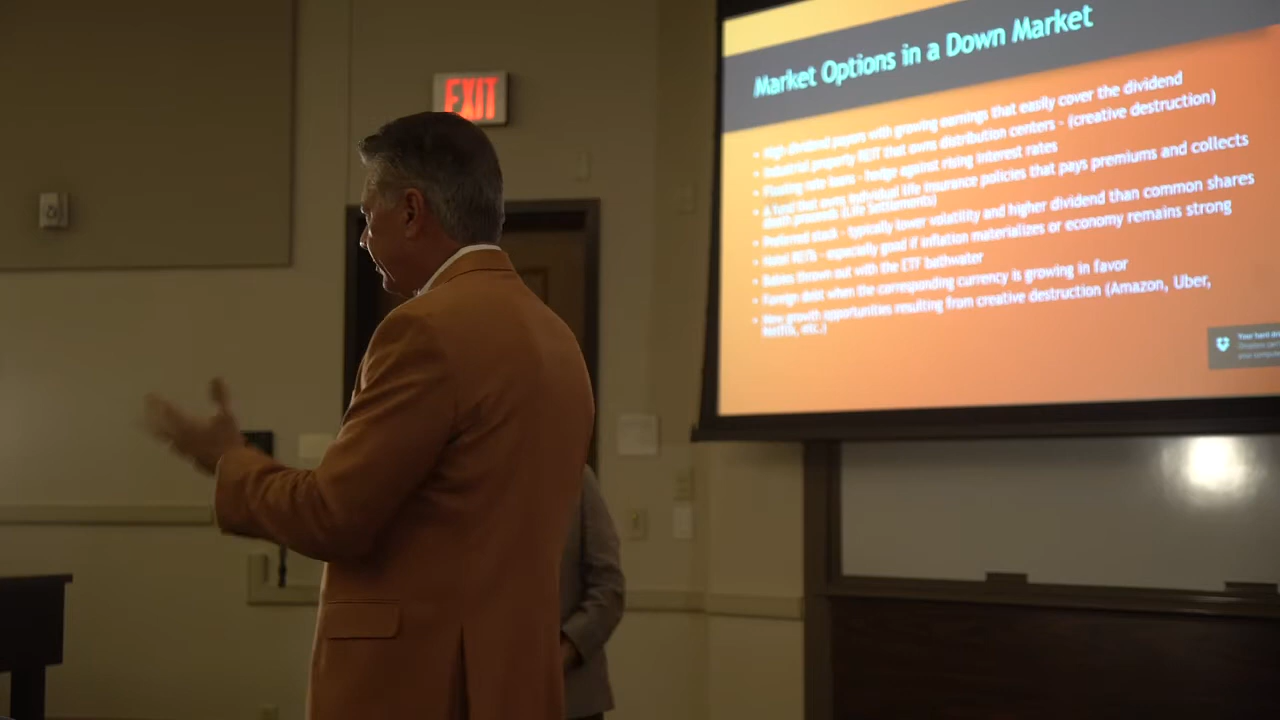 EXIT
Market Options in a Down Market
• High dividend payers with growing earnings that easily cover the dividend
• Industrial property REIT that owns distribution centers - (creative destruction)
• Floating rate loans - hedge against rising interest rates
• A fund that owns individual life insurance policies that pays premiums and collects
death proceeds (Life Settlements)
• Preferred stock - typically lower volatility and higher dividend than common shares
• Hotel REITs - especially good if inflation materializes or economy remains strong
• Babies thrown out with the ETF bathwater
• Foreign debt when the corresponding currency is growing in favor
• New growth opportunities resulting from creative destruction (Amazon, Uber,
Netflix, etc.)
Your hard